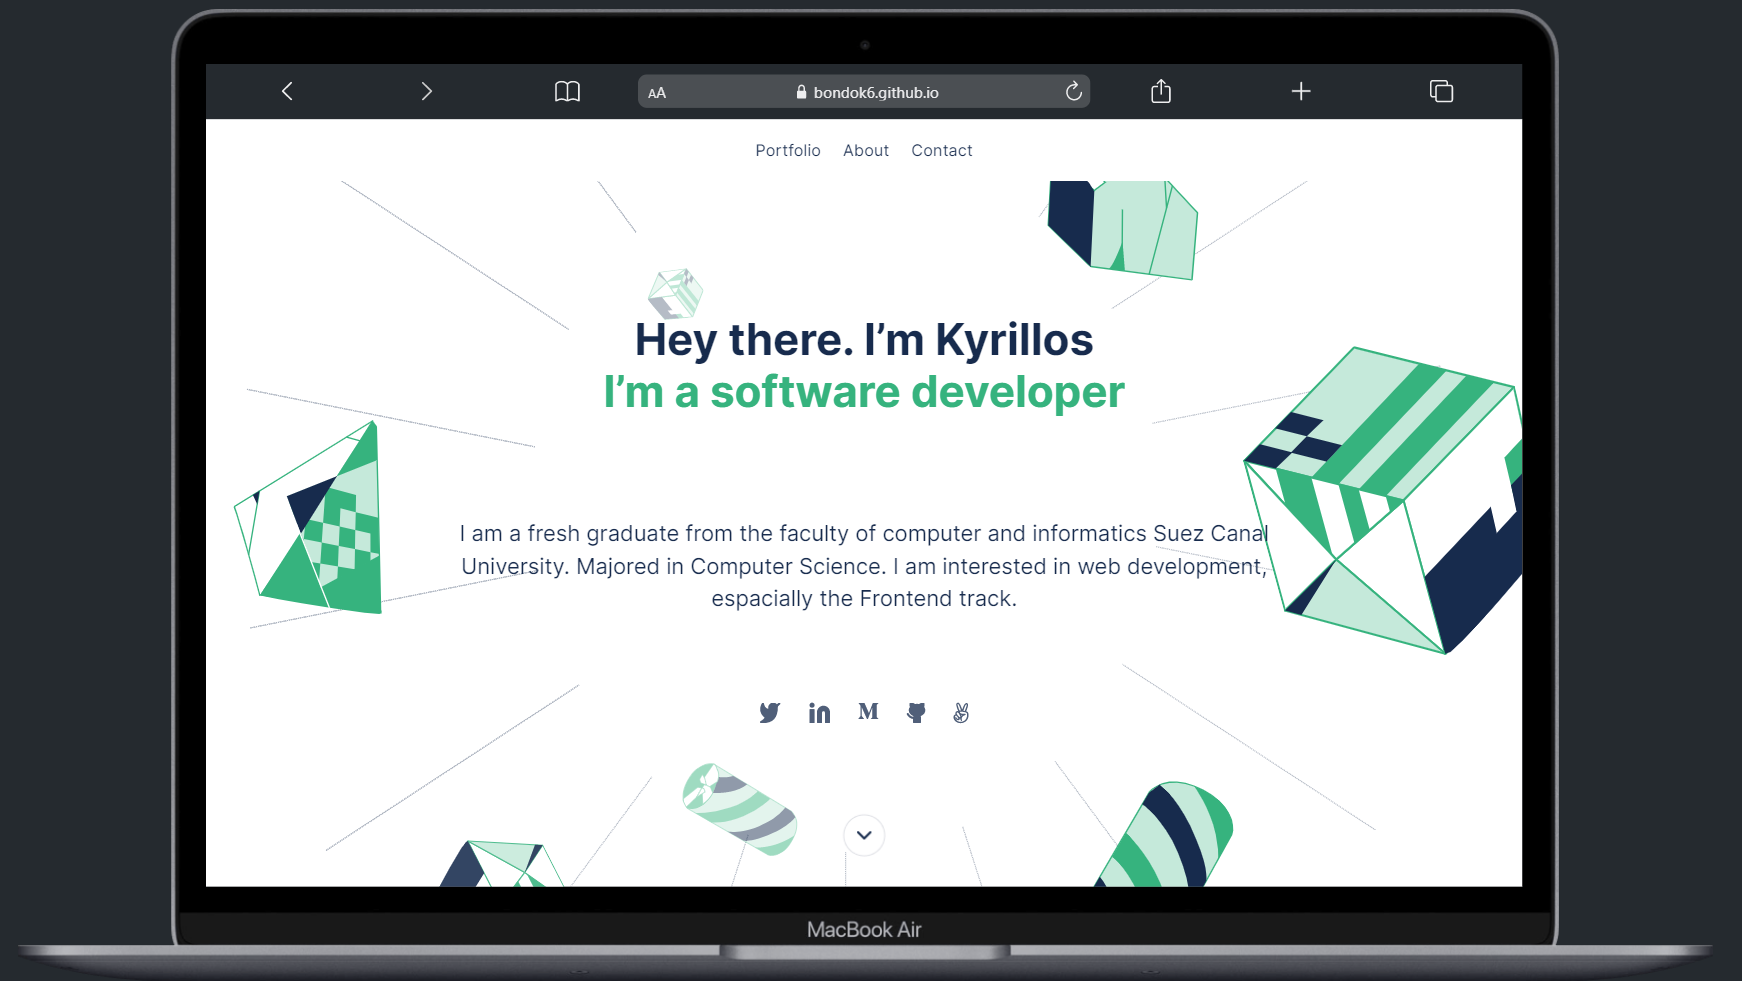 AA
bondok6.github.io
Portfolio About Contact
Hey there. I’m Kyrillos
I’m a software developer
I am a fresh graduate from the faculty of computer and informatics Suez Canal
University. Majored in Computer Science. I am interested in web development,
espacially the Frontend track.
MacBook Air